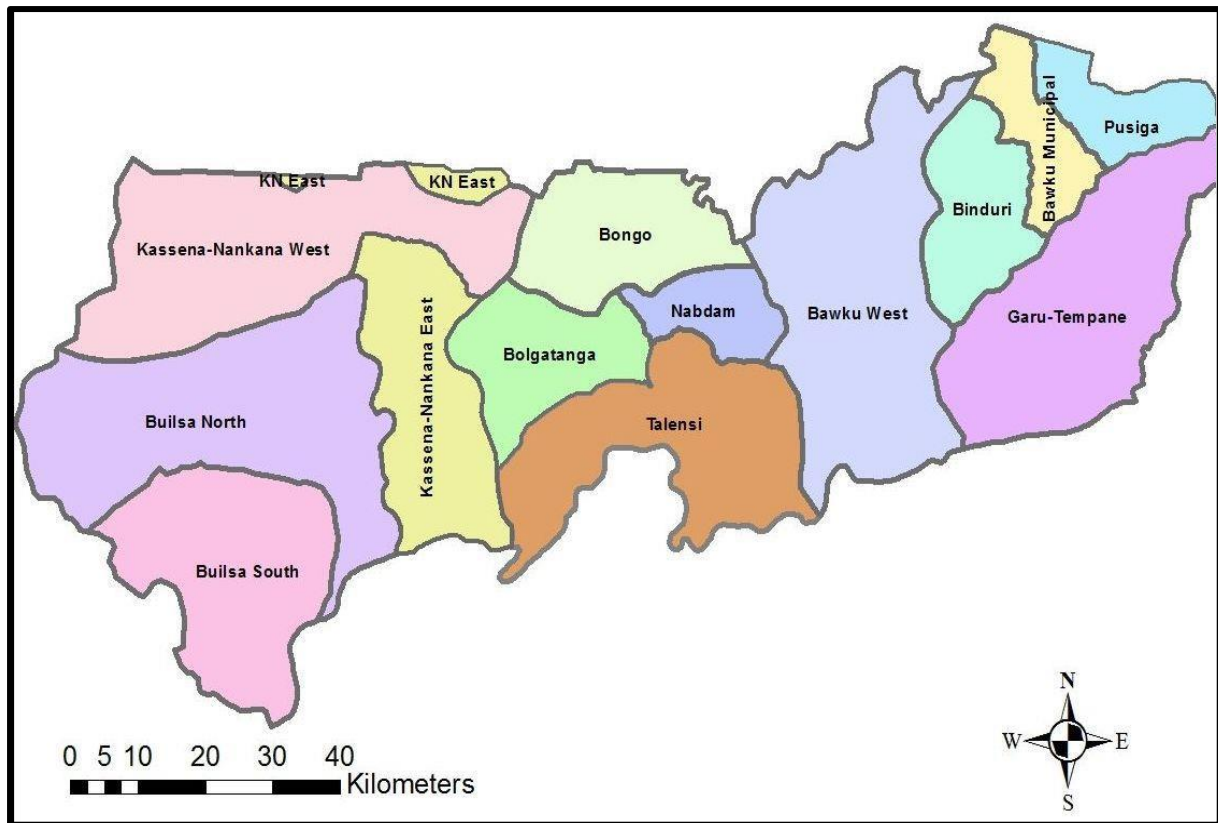 Bawku Municipal
Pusiga
KN East
KN East
Binduri
Bongo
Kassena-Nankana West
Nabdam
Bawku West
Garu-Tempane
Bolgatanga
Kassena-Nankana East
Builsa North
Talensi
Builsa South
N
W E
S
0 5 10 20 30 40
Kilometers